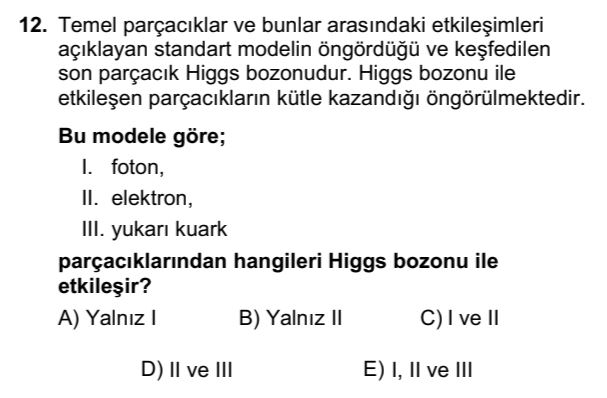 12. Temel parçacıklar ve bunlar arasındaki etkileşimleri
açıklayan standart modelin öngördüğü ve keşfedilen
son parçacık Higgs bozonudur. Higgs bozonu ile
etkileşen parçacıkların kütle kazandığı öngörülmektedir.
Bu modele göre;
I. foton,
II. elektron,
III. yukarı kuark
parçacıklarından hangileri Higgs bozonu ile
etkileşir?
A) Yalnız I B) Yalnız II C) I ve II
D) II ve III E) I, II ve III